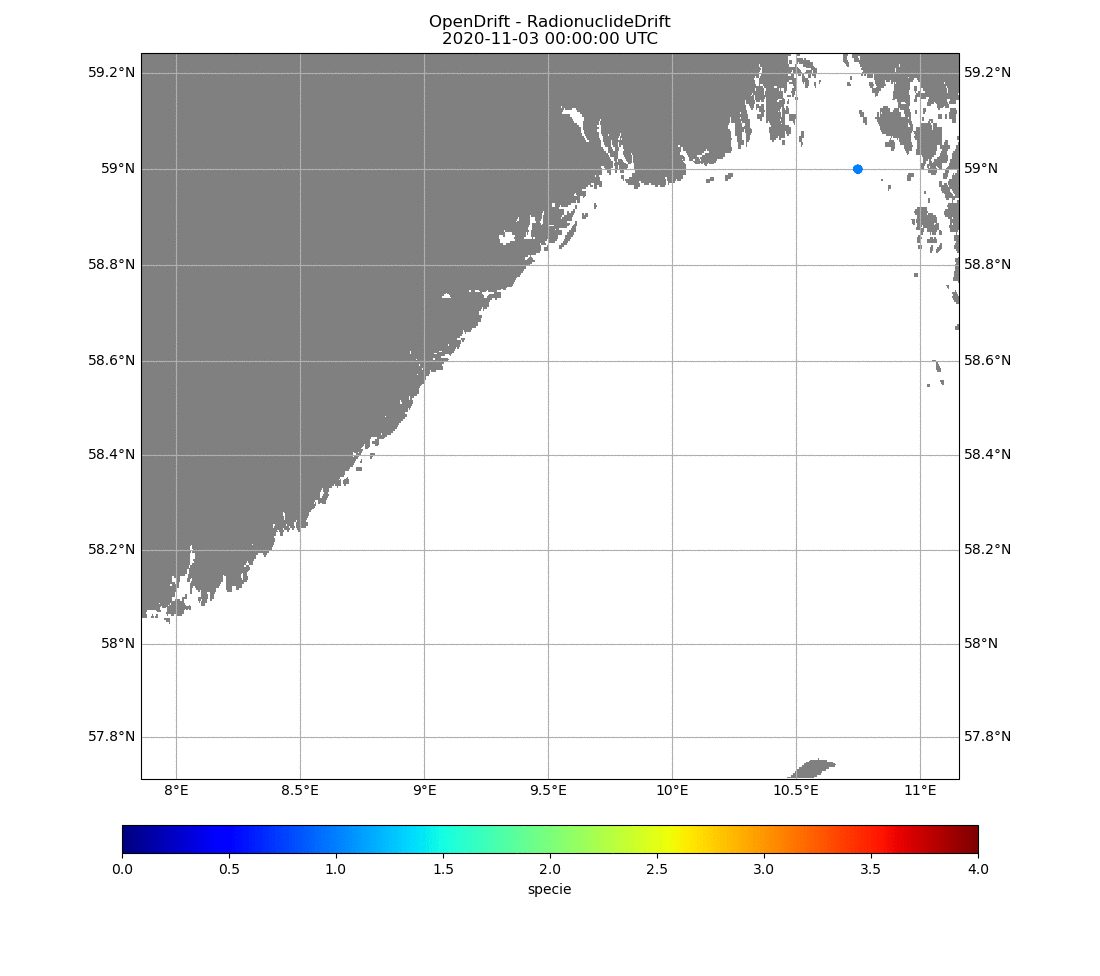 OpenDrift - RadionuclideDrift
2020-11-03 00:00:00 UTC
59.2°N 59.2°N
59°N 59°N
58.8°N 58.8°N
58.6°N 58.6°N
58.4°N 58.4°N
58.2°N 58.2°N
58°N 58°N
57.8°N 57.8°N
8°E 8.5°E 9°E 9.5°E 10°E 10.5°E 11°E
0.0 0.5 1.0 1.5 2.0 2.5 3.0 3.5 4.0
specie